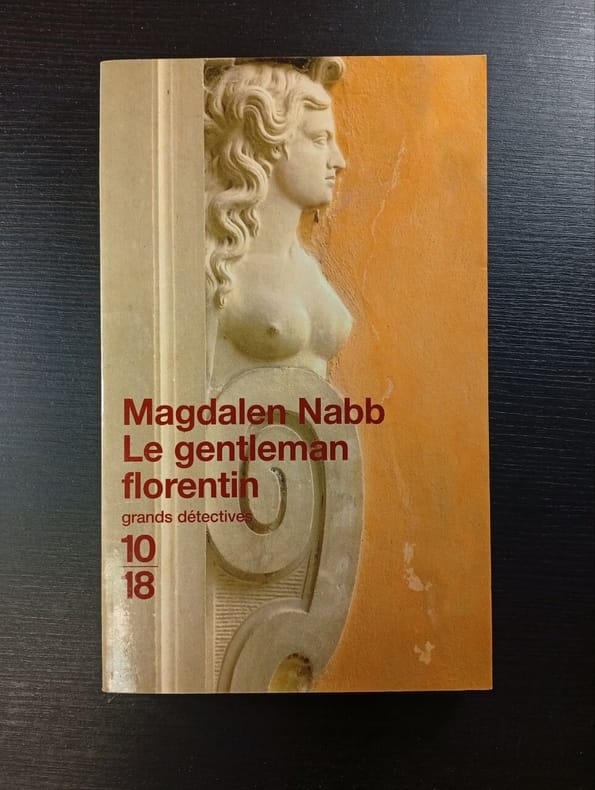 Magdalen Nabb
Le gentleman
florentin
grands détectives
10
18